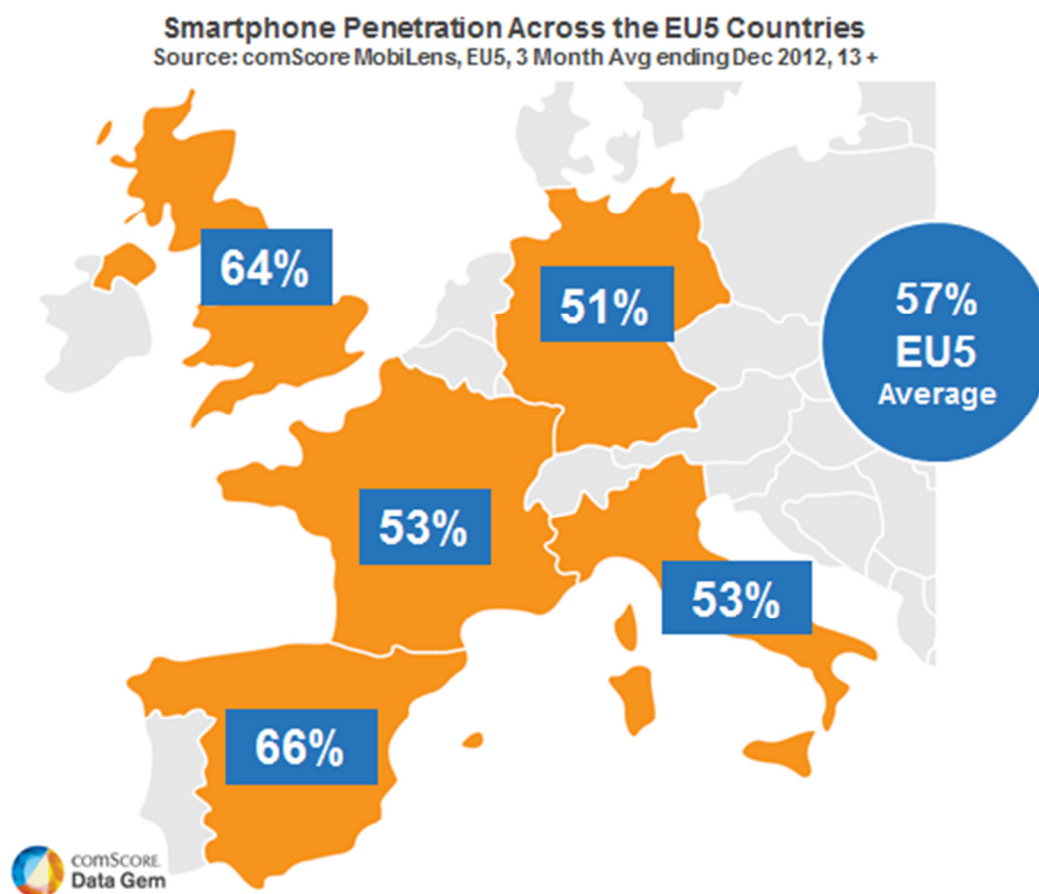 Smartphone Penetration Across the EU5 Countries
Source: comScore MobiLens, EU5, 3 Month Avg ending Dec 2012, 13 +
64%
51%
57%
EU5
Average
53%
53%
66%
comSCORE.
Data Gem